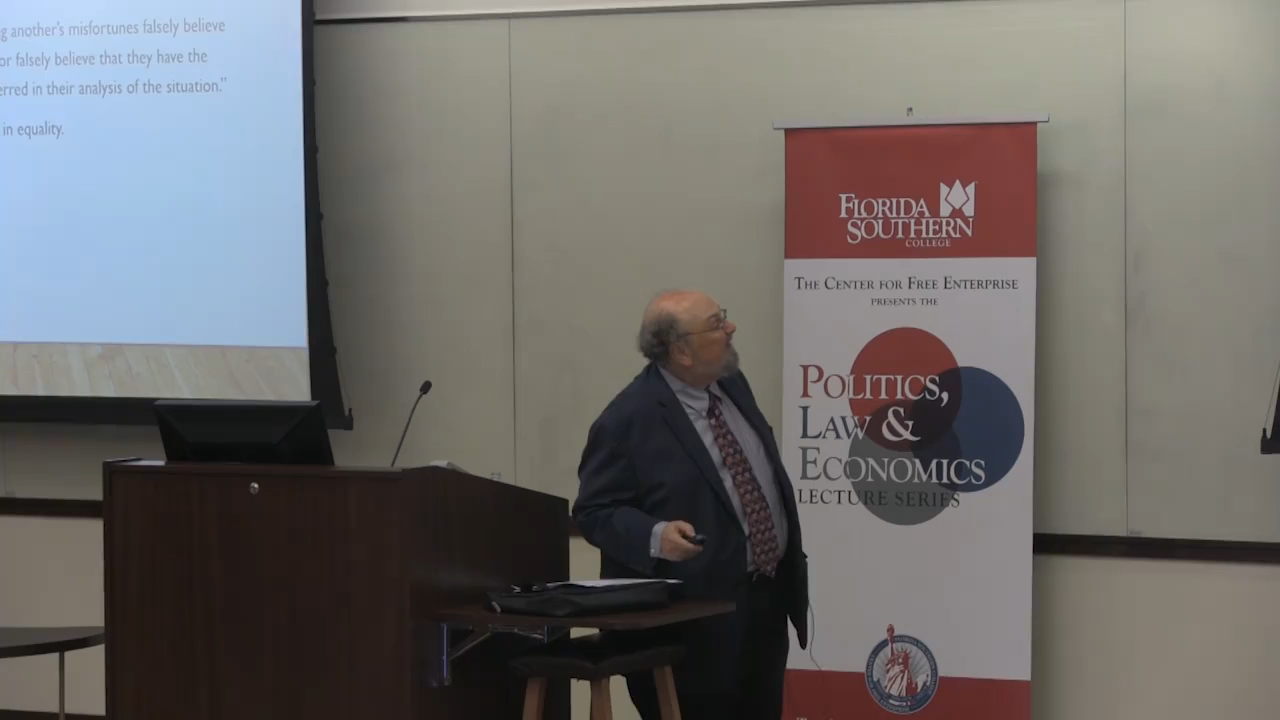 g another's misfortunes falsely believe
or falsely believe that they have the
erred in their analysis of the situation."
in equality.
FLORIDA
SOUTHERN
COLLEGE
THE CENTER FOR FREE ENTERPRISE
PRESENTS THE
POLITICS,
LAW &
ECONOMICS
LECTURE SERIES